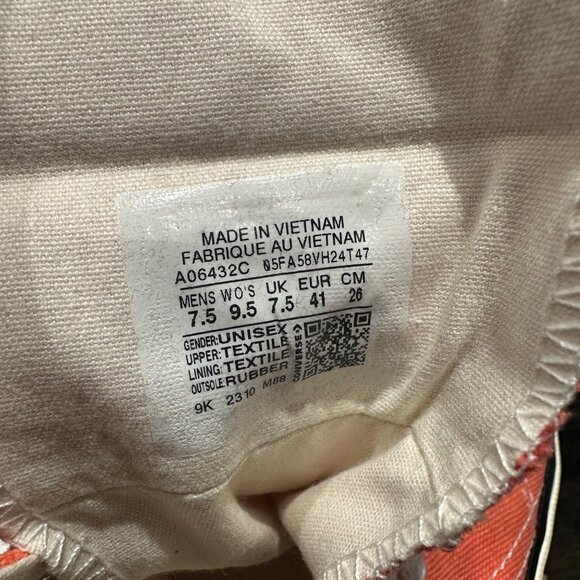 MADE IN VIETNAM
FABRIQUE AU VIETNAM
A06432C 05FA58VH24T47
MENS WO'S UK EUR CM
7.5 9.5 7.5 41 26
GENDER: UNISEX
UPPER: TEXTILE
LINING: TEXTILE
OUTSOLE: RUBBER
CONVERSE
9K 2310 M88